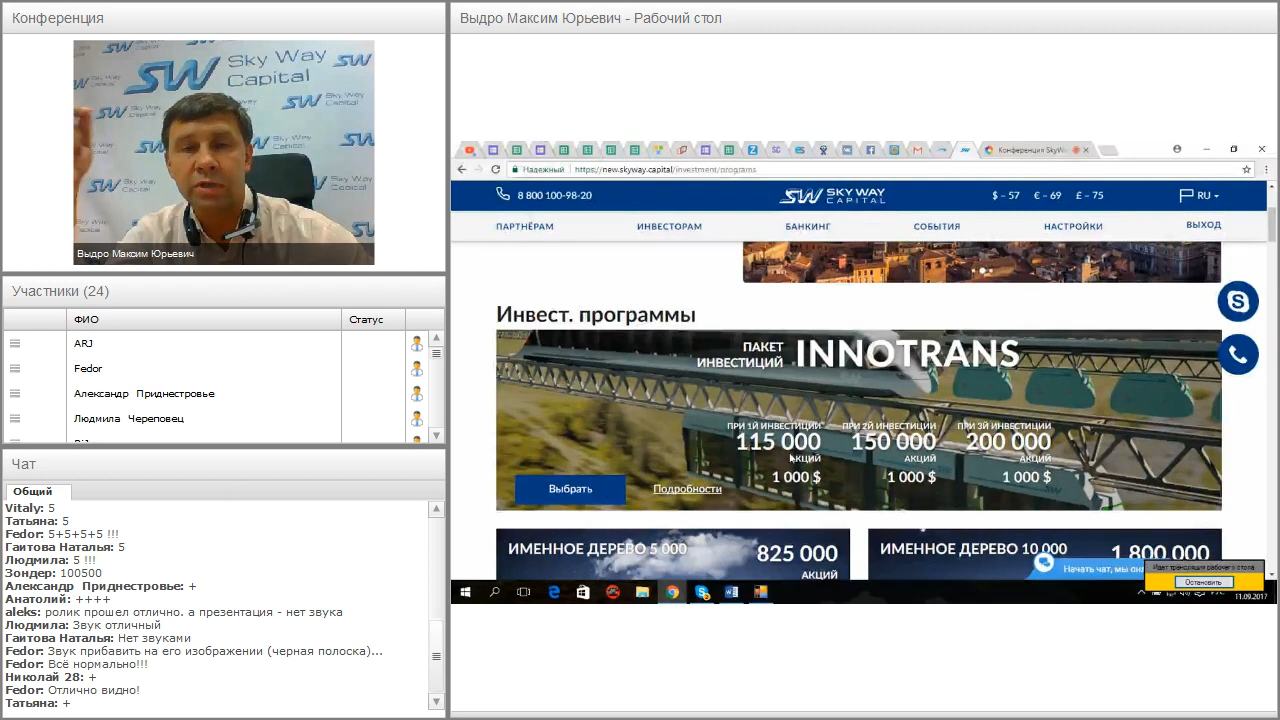 Конференция
SW Sky Way Capital
Выдро Максим Юрьевич
Участники (24)
ФИО
Статус
ARJ
Fedor
Александр Приднестровье
Людмила Череповец
Чат
Общий
Vitaly: 5
Татьяна: 5
Fedor: 5+5+5+5 !!!
Гаитова Наталья: 5
Людмила: 5 !!!
Зондер: 100500
Александр Приднестровье: +
Анатолий: ++++
aleks: ролик прошел отлично. а презентация - нет звука
Людмила: Звук отличный
Гаитова Наталья: Нет звуками
Fedor: Звук прибавить на его изображении (черная полоска)...
Fedor: Всё нормально!!!
Николай 28: +
Fedor: Отлично видно!
Татьяна: +
Выдро Максим Юрьевич - Рабочий стол
Конференция SkyW
Надежный
https://new.skyway.capital/investment/programs
8 800 100-98-20
SW SKY WAY CAPITAL
$ – 57 € – 69 £ – 75
RU
ПАРТНЁРАМ
ИНВЕСТОРАМ
БАНКИНГ
СОБЫТИЯ
НАСТРОЙКИ
ВЫХОД
Инвест. программы
ПАКЕТ ИНВЕСТИЦИЙ
INNOTRANS
ПРИ 1Й ИНВЕСТИЦИИ ПРИ 2Й ИНВЕСТИЦИИ ПРИ 3Й ИНВЕСТИЦИИ
115 000 150 000 200 000
АКЦИЙ АКЦИЙ АКЦИЙ
1 000 $ 1 000 $ 1 000 $
Выбрать
Подробности
ИМЕННОЕ ДЕРЕВО 5 000
825 000
АКЦИЙ
ИМЕННОЕ ДЕРЕВО 10 000
1 800 000
Начать чат, мы
Идет трансляция рабочего стола
Остановить
11.09.2017